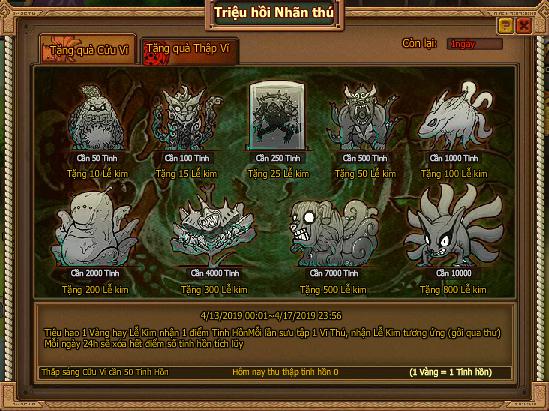 Triệu hồi Nhãn thú
?
X
Tặng quà Cửu Vĩ
Tặng quà Thập Vĩ
Còn lại:
1ngày
Cần 50 Tinh
Cần 100 Tinh
Cần 250 Tinh
Cần 500 Tinh
Cần 1000 Tinh
Tặng 10 Lễ kim
Tặng 15 Lễ kim
Tặng 25 Lễ kim
Tặng 50 Lễ kim
Tặng 100 Lễ kim
Cần 2000 Tinh
Cần 4000 Tinh
Cần 7000 Tinh
Cần 10000
Tặng 200 Lễ kim
Tặng 300 Lễ kim
Tặng 500 Lễ kim
Tặng 800 Lễ kim
4/13/2019 00:01~4/17/2019 23:56
Tiêu hao 1 Vàng hay Lễ Kim nhận 1 điểm Tinh HồnMỗi lần sưu tập 1 Vĩ Thú, nhận Lễ Kim tương ứng (gởi qua thư)
Mỗi ngày 24h sẽ xóa hết điểm số tinh hồn tích lũy
Thắp sáng Cửu Vĩ cần 50 Tinh Hồn
Hôm nay thu thập tinh hồn 0
(1 Vàng = 1 Tinh hồn)